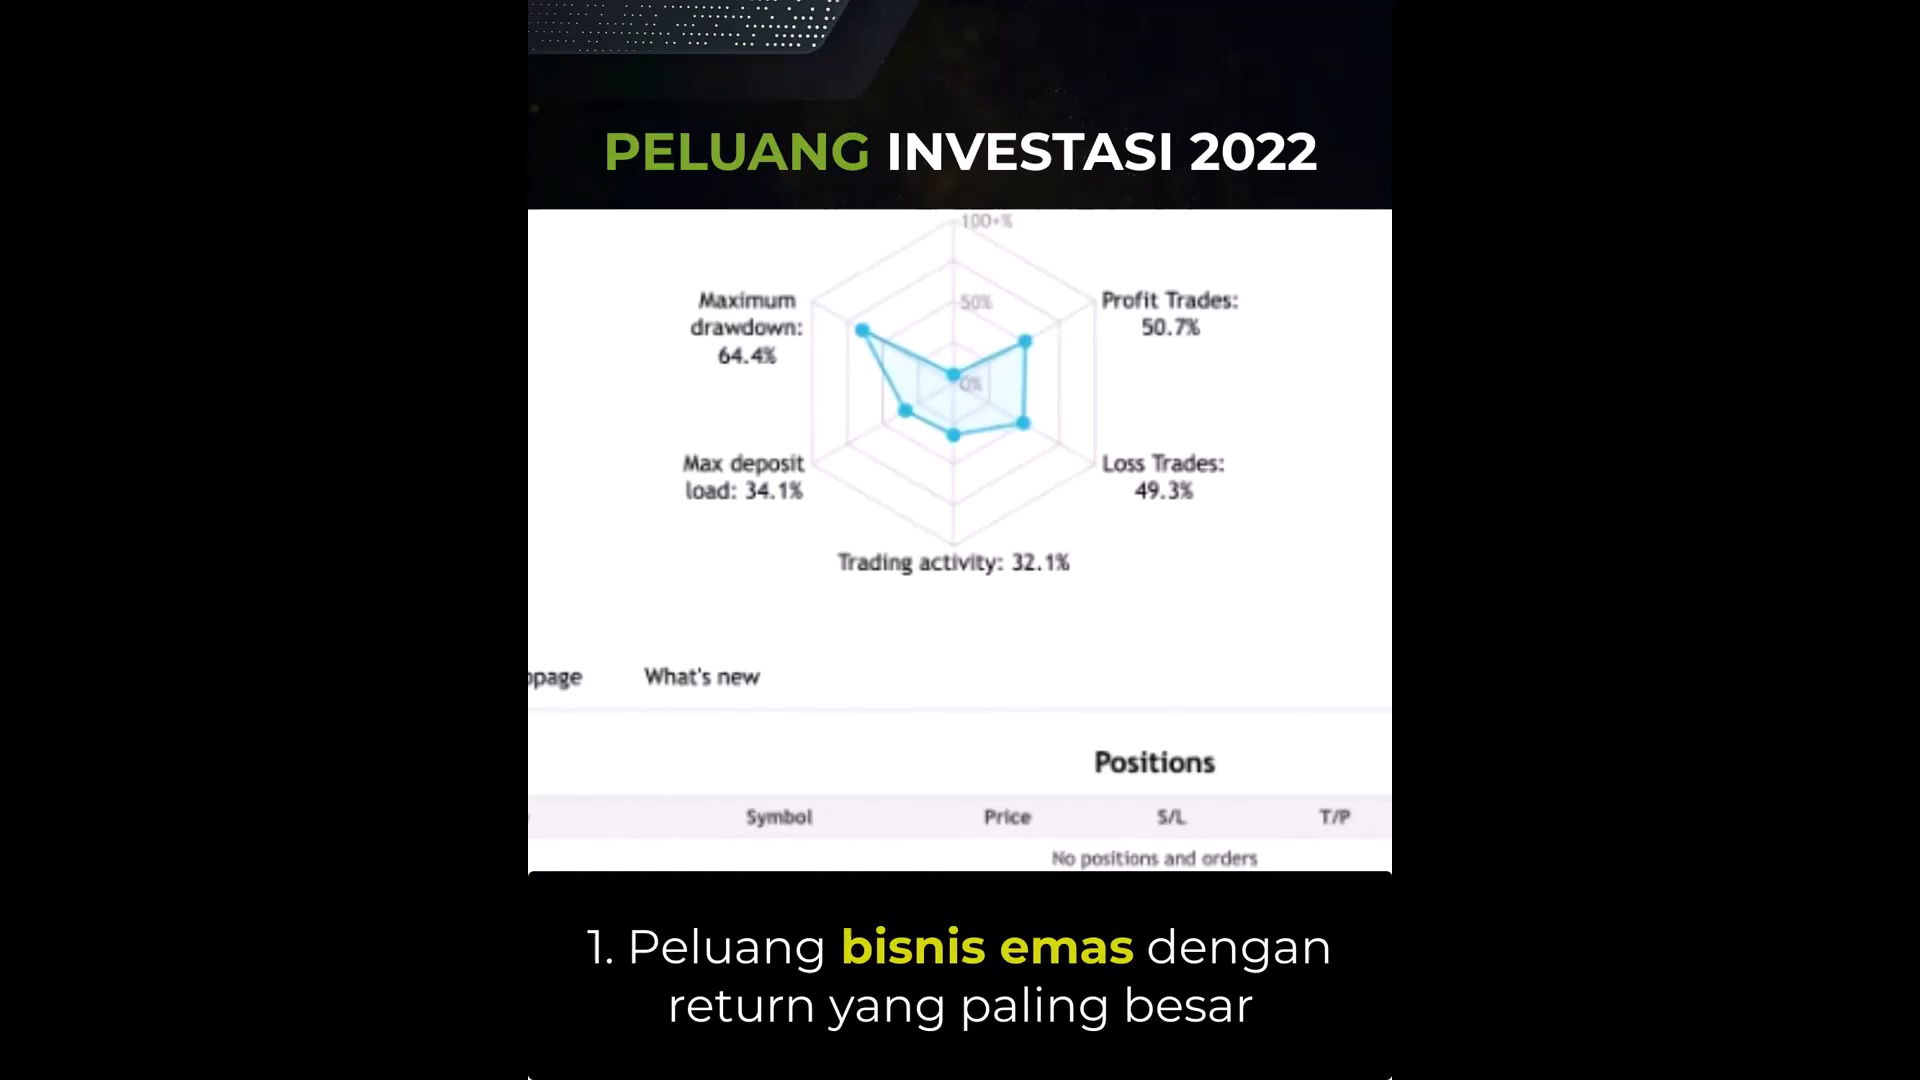 PELUANG INVESTASI 2022
100+%
50%
0%
Maximum
drawdown:
64.4%
Profit Trades:
50.7%
Max deposit
load: 34.1%
Loss Trades:
49.3%
Trading activity: 32.1%
What's new
Positions
Symbol Price S/L T/P
No positions and orders
1. Peluang bisnis emas dengan
return yang paling besar